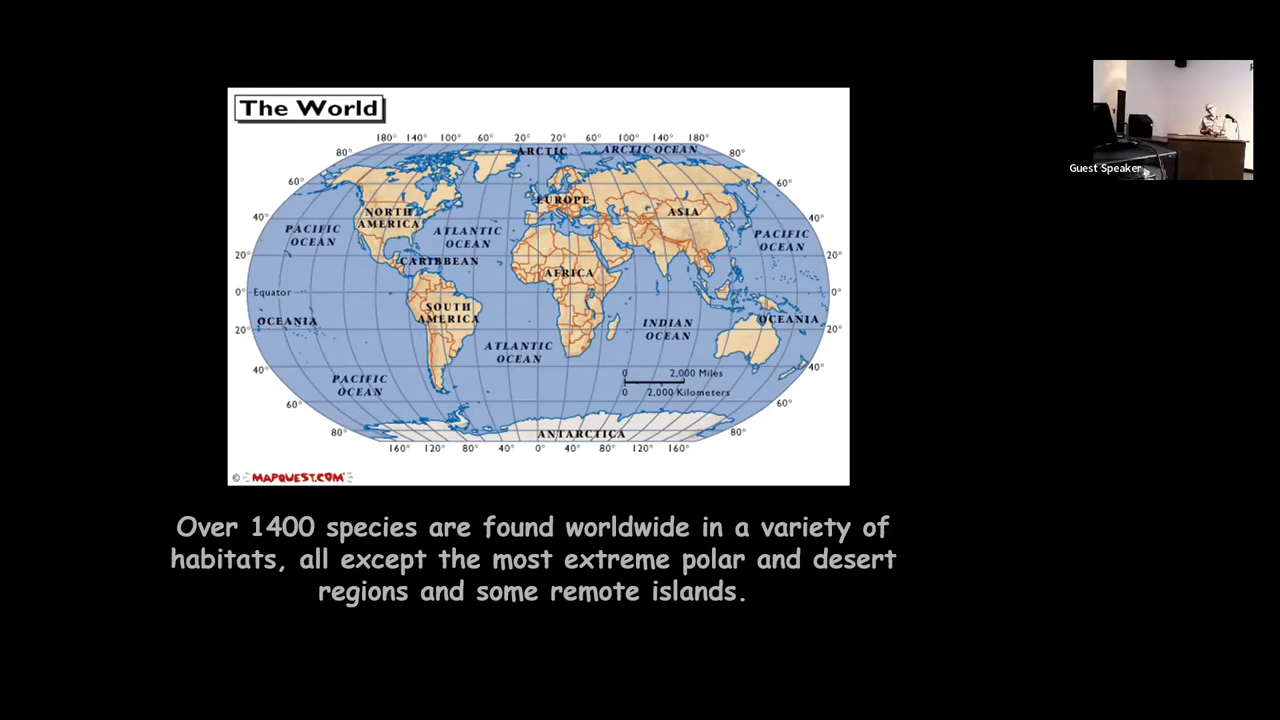 The World
180° 140° 100° 60° 20° 20° 60° 100° 140° 180°
80° ARCTIC ARCTIC OCEAN 80°
60° 60°
EUROPE
NORTH ASIA
AMERICA
40° 40°
PACIFIC ATLANTIC PACIFIC
OCEAN OCEAN OCEAN
20° CARIBBEAN 20°
AFRICA
0° Equator 0°
SOUTH
AMERICA
OCEANIA OCEANIA
INDIAN
OCEAN
20° 20°
ATLANTIC
OCEAN
40° 40°
PACIFIC
OCEAN
0 2,000 Miles
0 2,000 Kilometers
60° 60°
80° ANTARCTICA 80°
160° 120° 80° 40° 0° 40° 80° 120° 160°
© MAPQUEST.COM
Over 1400 species are found worldwide in a variety of
habitats, all except the most extreme polar and desert
regions and some remote islands.
Guest Speaker